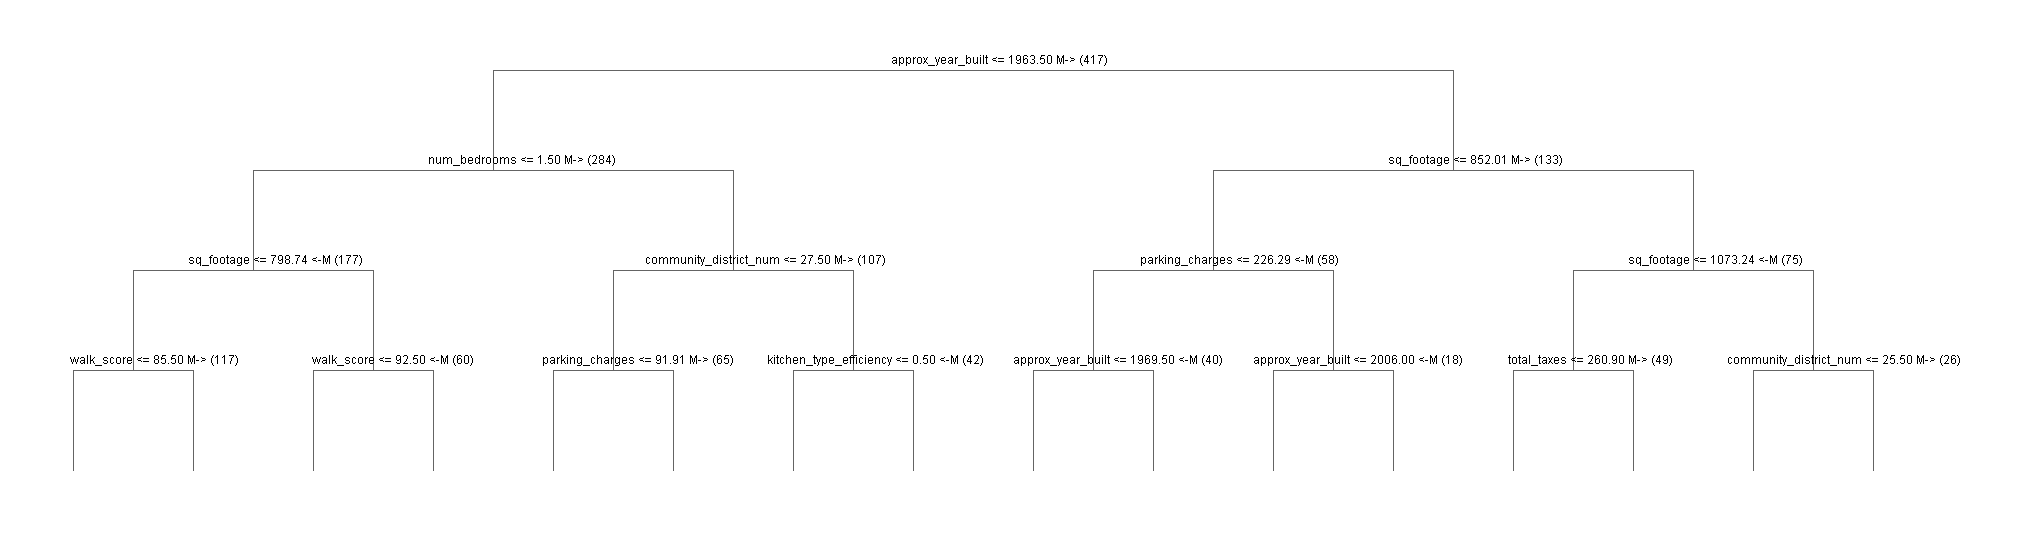 approx_year_built <= 1963.50 M-> (417)
num_bedrooms <= 1.50 M-> (284)
sq_footage <= 852.01 M-> (133)
sq_footage <= 798.74 <-M (177)
community_district_num <= 27.50 M-> (107)
parking_charges <= 226.29 <-M (58)
sq_footage <= 1073.24 <-M (75)
walk_score <= 85.50 M-> (117)
walk_score <= 92.50 <-M (60)
parking_charges <= 91.91 M-> (65)
kitchen_type_efficiency <= 0.50 <-M (42)
approx_year_built <= 1969.50 <-M (40)
approx_year_built <= 2006.00 <-M (18)
total_taxes <= 260.90 M-> (49)
community_district_num <= 25.50 M-> (26)